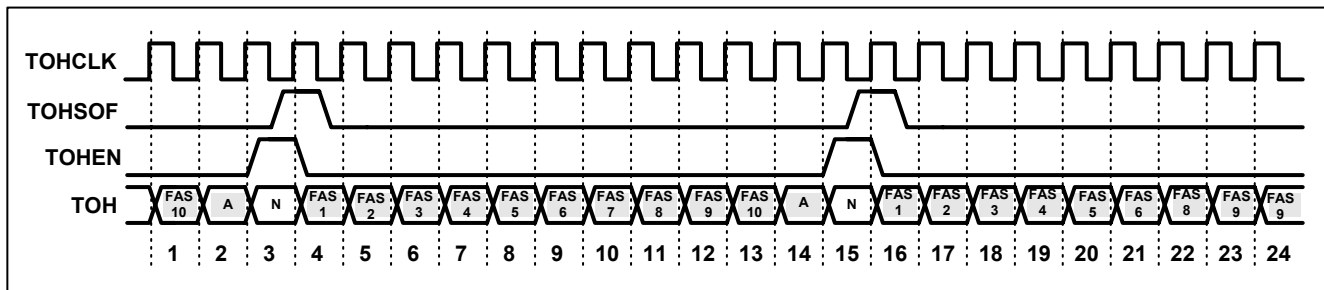 TOHCLK
TOHSOF
TOHEN
TOH FAS 10 A N FAS 1 FAS 2 FAS 3 FAS 4 FAS 5 FAS 6 FAS 7 FAS 8 FAS 9 FAS 10 A N FAS 1 FAS 2 FAS 3 FAS 4 FAS 5 FAS 6 FAS 8 FAS 9 FAS 9
1 2 3 4 5 6 7 8 9 10 11 12 13 14 15 16 17 18 19 20 21 22 23 24